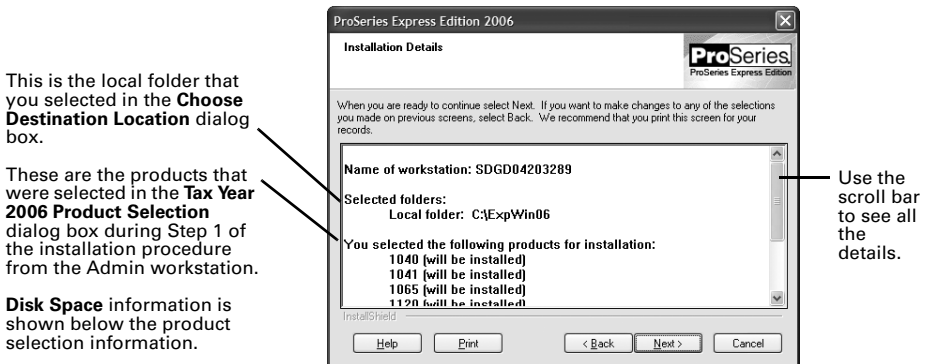 This is the local folder that
you selected in the Choose
Destination Location dialog
box.
These are the products that
were selected in the Tax Year
2006 Product Selection
dialog box during Step 1 of
the installation procedure
from the Admin workstation.
Disk Space information is
shown below the product
selection information.
ProSeries Express Edition 2006
Installation Details
ProSeries
ProSeries Express Edition
When you are ready to continue select Next. If you want to make changes to any of the selections
you made on previous screens, select Back. We recommend that you print this screen for your
records.
Name of workstation: SDGD04203289
Selected folders:
Local folder: C:\ExpWin06
You selected the following products for installation:
1040 (will be installed)
1041 (will be installed)
1065 (will be installed)
1120 (will be installed)
InstallShield
Help
Print
< Back
Next >
Cancel
Use the
scroll bar
to see all
the
details.